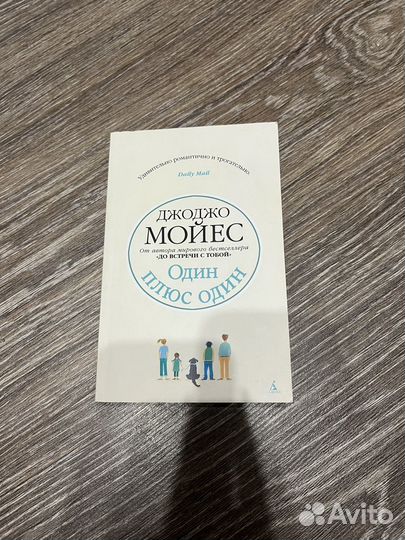 Удивительно романтично и трогательно.
Daily Mail
ДЖОДЖО
МОЙЕС
От автора мирового бестселлера
«ДО ВСТРЕЧИ С ТОБОЙ»
Один
плюс один
Avito